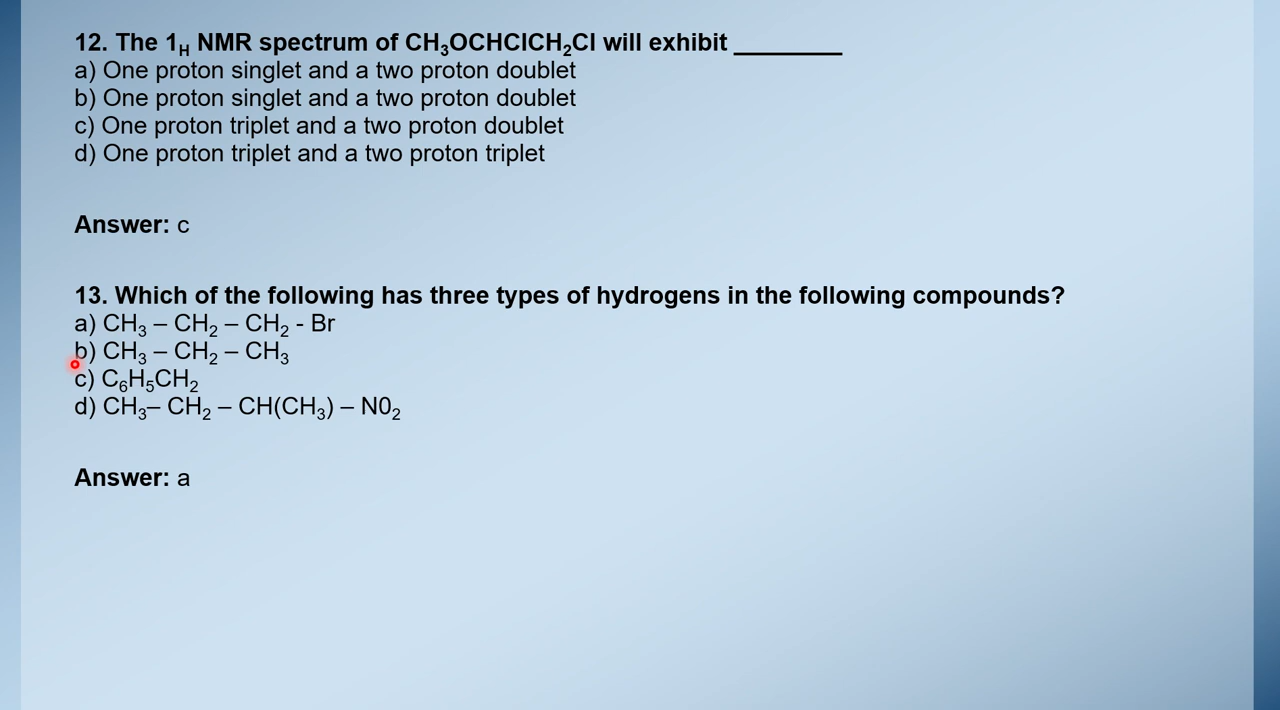 12. The 1H NMR spectrum of CH3OCHClCH2Cl will exhibit ________
a) One proton singlet and a two proton doublet
b) One proton singlet and a two proton doublet
c) One proton triplet and a two proton doublet
d) One proton triplet and a two proton triplet
Answer: c
13. Which of the following has three types of hydrogens in the following compounds?
a) CH3 – CH2 – CH2 - Br
b) CH3 – CH2 – CH3
c) C6H5CH2
d) CH3– CH2 – CH(CH3) – N02
Answer: a